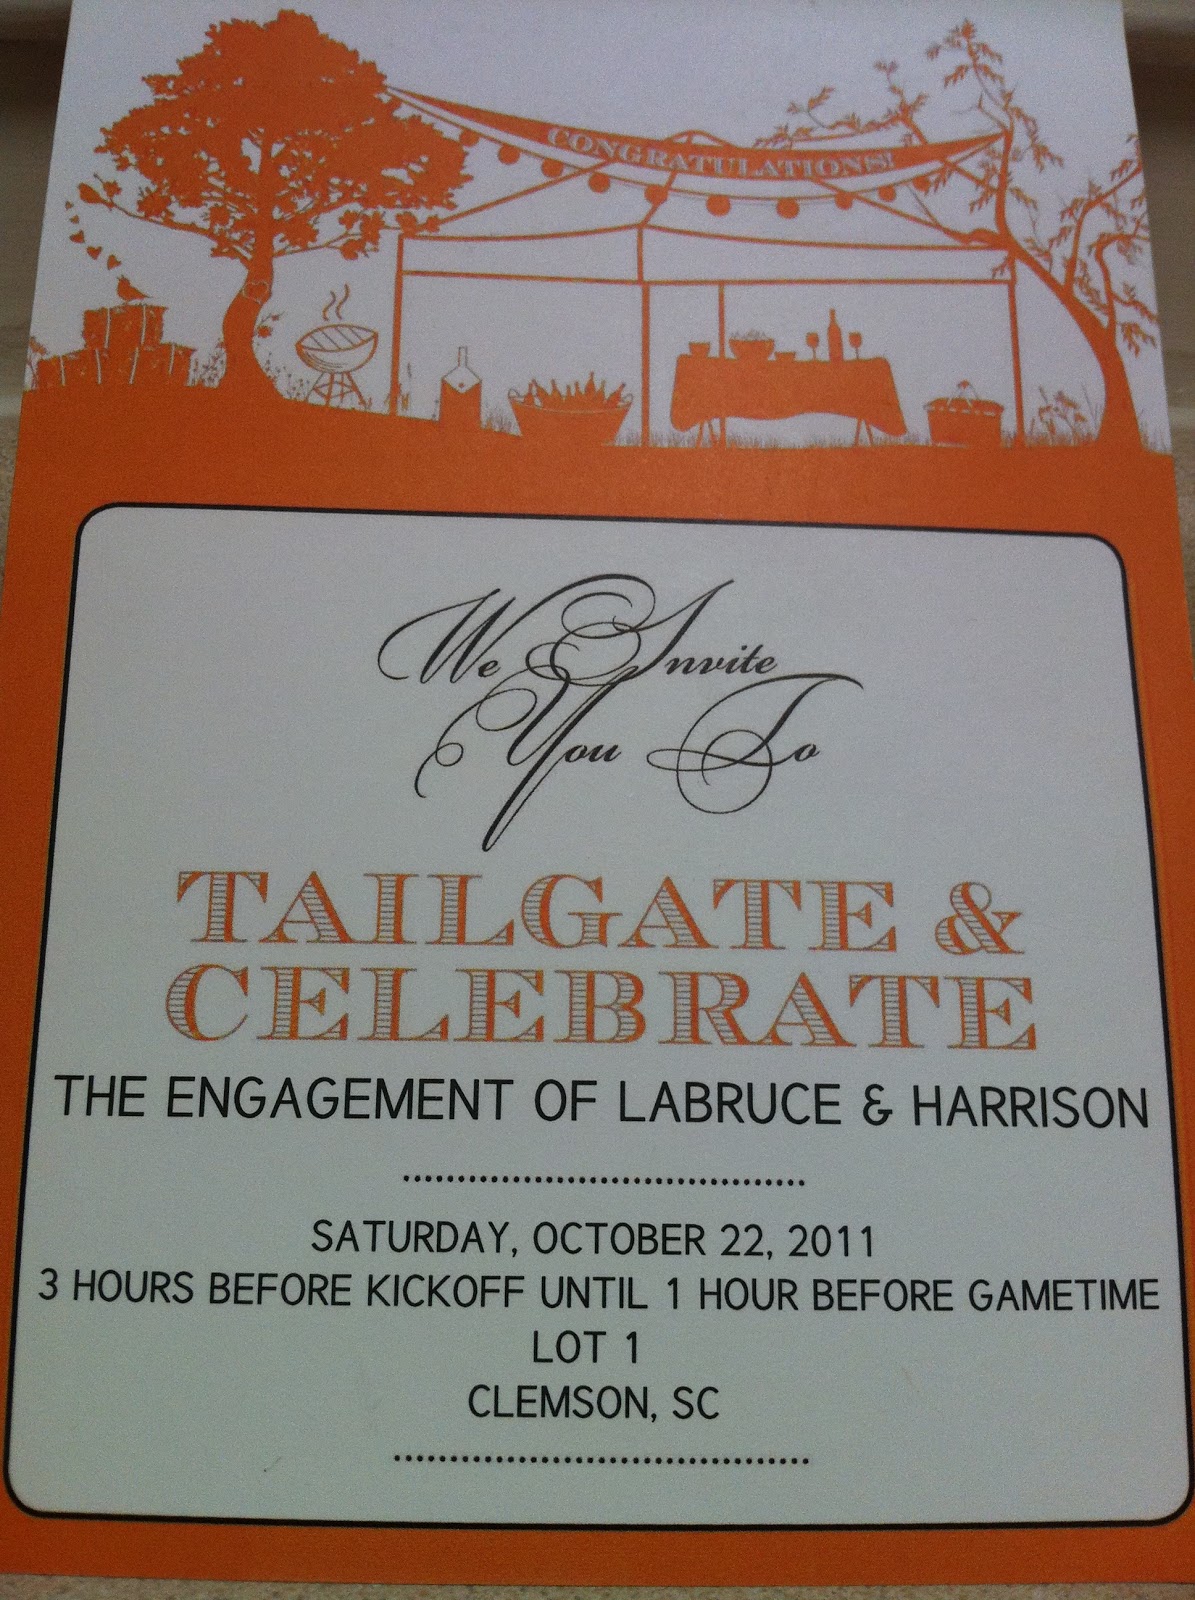 CONGRATULATIONS!
We Invite
You To
TAILGATE &
CELEBRATE
THE ENGAGEMENT OF LABRUCE & HARRISON
SATURDAY, OCTOBER 22, 2011
3 HOURS BEFORE KICKOFF UNTIL 1 HOUR BEFORE GAMETIME
LOT 1
CLEMSON, SC